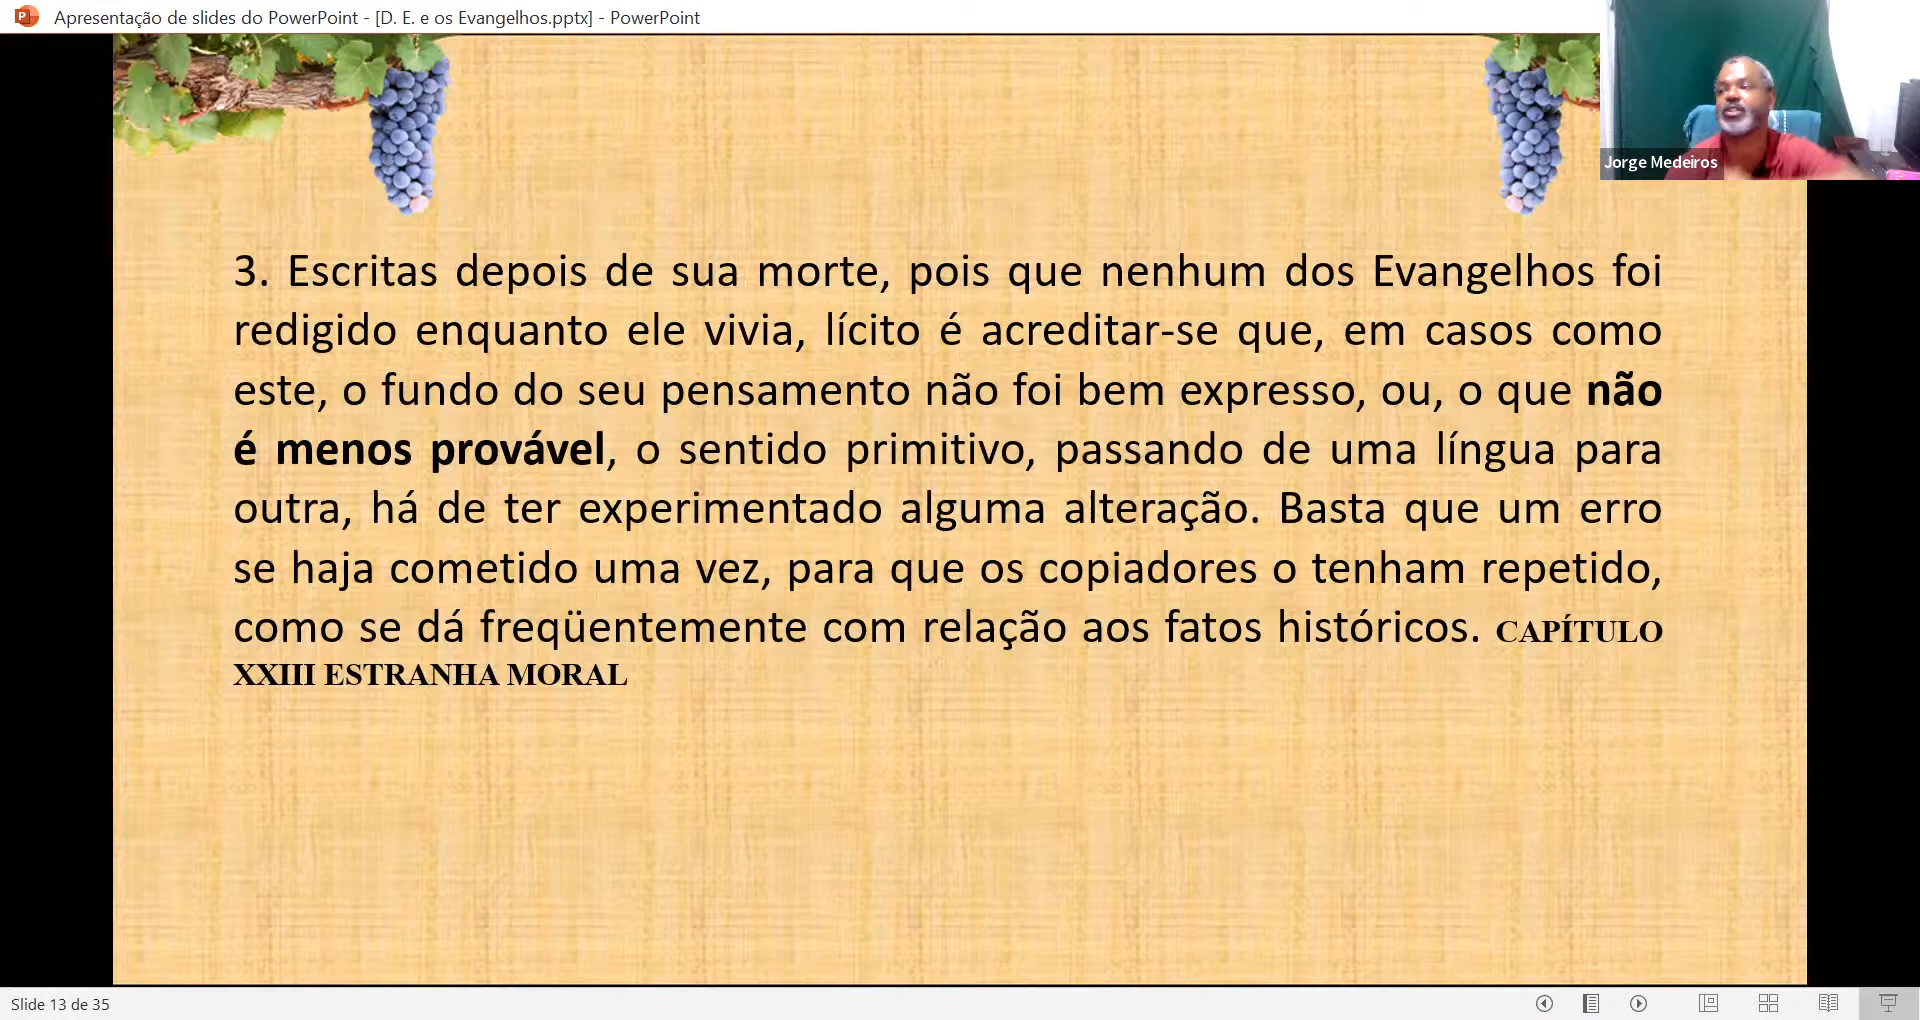 Apresentação de slides do PowerPoint - [D. E. e os Evangelhos.pptx] - PowerPoint
Jorge Medeiros
3. Escritas depois de sua morte, pois que nenhum dos Evangelhos foi
redigido enquanto ele vivia, lícito é acreditar-se que, em casos como
este, o fundo do seu pensamento não foi bem expresso, ou, o que não
é menos provável, o sentido primitivo, passando de uma língua para
outra, há de ter experimentado alguma alteração. Basta que um erro
se haja cometido uma vez, para que os copiadores o tenham repetido,
como se dá freqüentemente com relação aos fatos históricos. CAPÍTULO
XXIII ESTRANHA MORAL
Slide 13 de 35